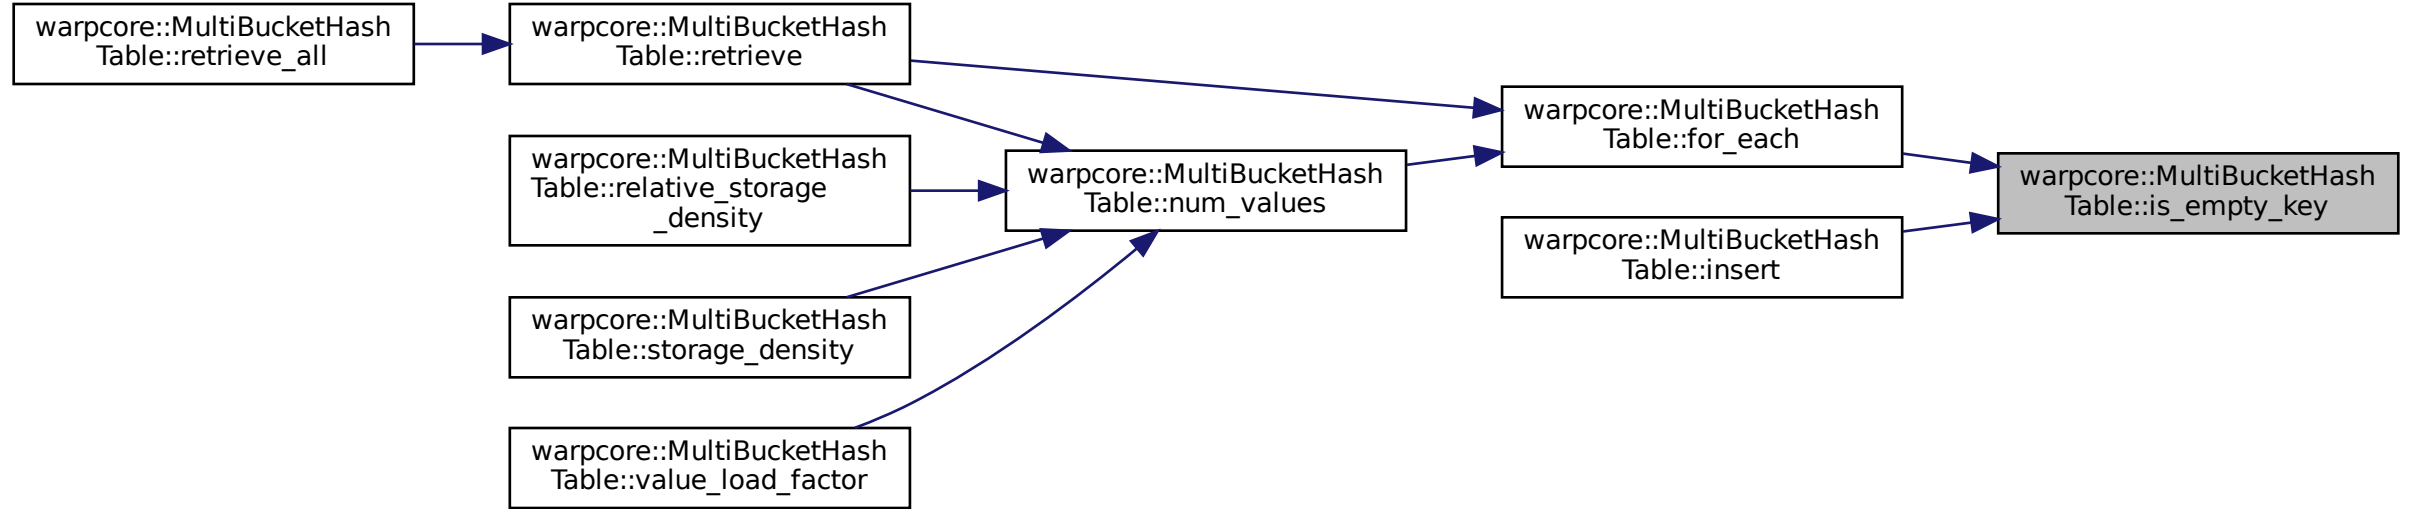 warpcore::MultiBucketHash
Table::retrieve_all
warpcore::MultiBucketHash
Table::retrieve
warpcore::MultiBucketHash
Table::relative_storage
_density
warpcore::MultiBucketHash
Table::storage_density
warpcore::MultiBucketHash
Table::value_load_factor
warpcore::MultiBucketHash
Table::num_values
warpcore::MultiBucketHash
Table::for_each
warpcore::MultiBucketHash
Table::insert
warpcore::MultiBucketHash
Table::is_empty_key